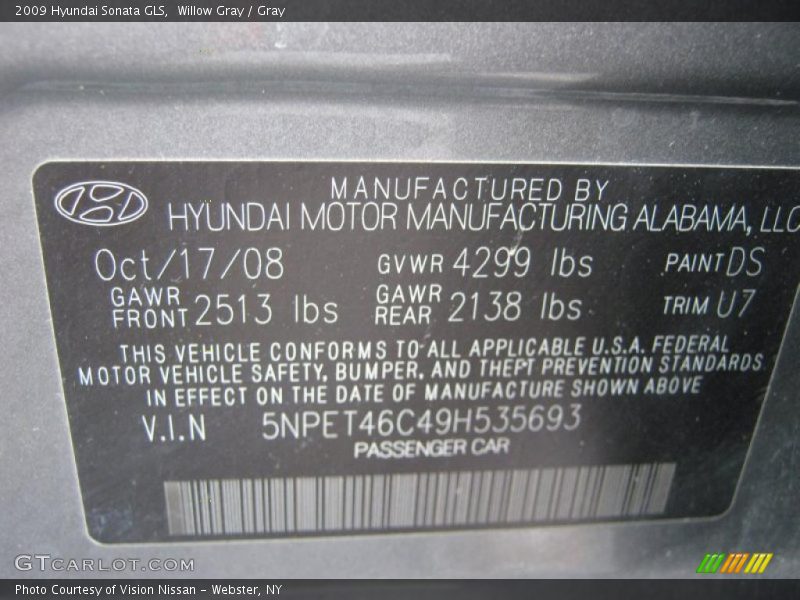 2009 Hyundai Sonata GLS, Willow Gray / Gray
MANUFACTURED BY
HYUNDAI MOTOR MANUFACTURING ALABAMA, LLC
Oct/17/08 GVWR 4299 lbs PAINT DS
GAWR FRONT 2513 lbs GAWR REAR 2138 lbs TRIM U7
THIS VEHICLE CONFORMS TO ALL APPLICABLE U.S.A. FEDERAL
MOTOR VEHICLE SAFETY, BUMPER, AND THEPT PREVENTION STANDARDS
IN EFFECT ON THE DATE OF MANUFACTURE SHOWN ABOVE
V.I.N 5NPET46C49H535693
PASSENGER CAR
GTCARLOT.COM
Photo Courtesy of Vision Nissan - Webster, NY